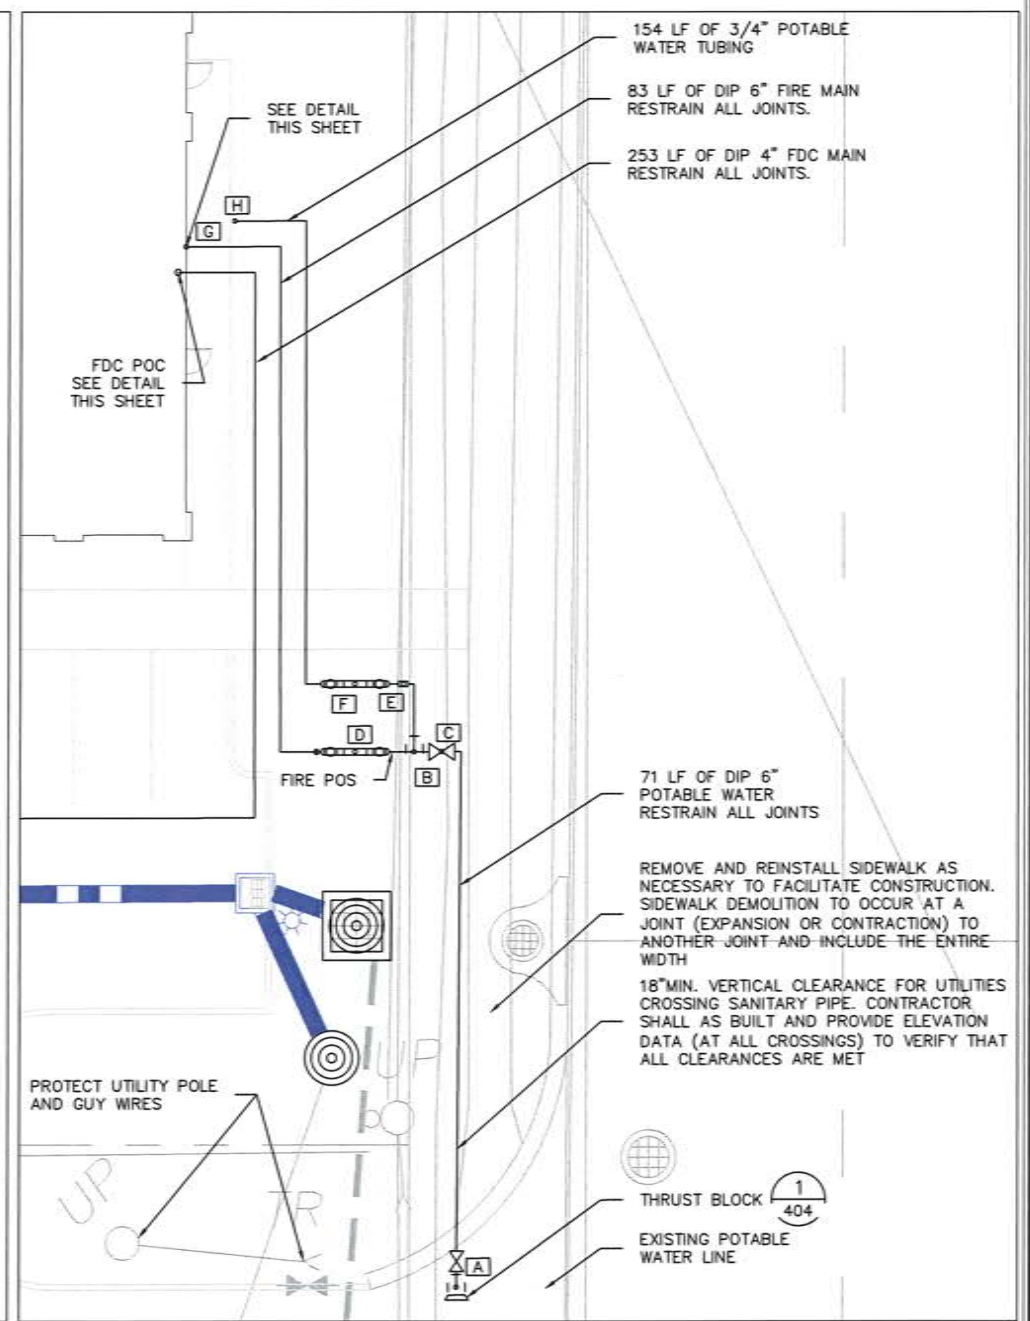 154 LF OF 3/4" POTABLE
WATER TUBING
83 LF OF DIP 6" FIRE MAIN
RESTRAIN ALL JOINTS.
253 LF OF DIP 4" FDC MAIN
RESTRAIN ALL JOINTS.
SEE DETAIL
THIS SHEET
H
G
FDC POC
SEE DETAIL
THIS SHEET
F
E
D
C
B
FIRE POS
71 LF OF DIP 6"
POTABLE WATER
RESTRAIN ALL JOINTS
REMOVE AND REINSTALL SIDEWALK AS
NECESSARY TO FACILITATE CONSTRUCTION.
SIDEWALK DEMOLITION TO OCCUR AT A
JOINT (EXPANSION OR CONTRACTION) TO
ANOTHER JOINT AND INCLUDE THE ENTIRE
WIDTH
18"MIN. VERTICAL CLEARANCE FOR UTILITIES
CROSSING SANITARY PIPE. CONTRACTOR
SHALL AS BUILT AND PROVIDE ELEVATION
DATA (AT ALL CROSSINGS) TO VERIFY THAT
ALL CLEARANCES ARE MET
UP
PROTECT UTILITY POLE
AND GUY WIRES
UP
TR
THRUST BLOCK
1
404
EXISTING POTABLE
WATER LINE
A